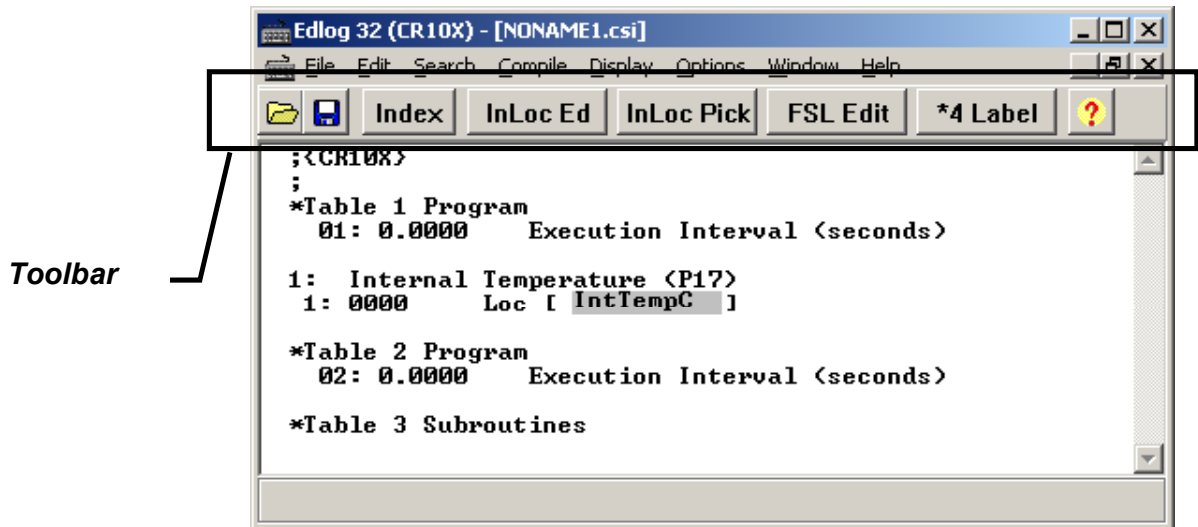 Edlog 32 (CR10X) - [NONAME1.csi]
File Edit Search Compile Display Options Window Help
Index InLoc Ed InLoc Pick FSL Edit *4 Label ?
;{CR10X}
;
*Table 1 Program
01: 0.0000 Execution Interval (seconds)
1: Internal Temperature (P17)
1: 0000 Loc [ IntTempC ]
*Table 2 Program
02: 0.0000 Execution Interval (seconds)
*Table 3 Subroutines
Toolbar